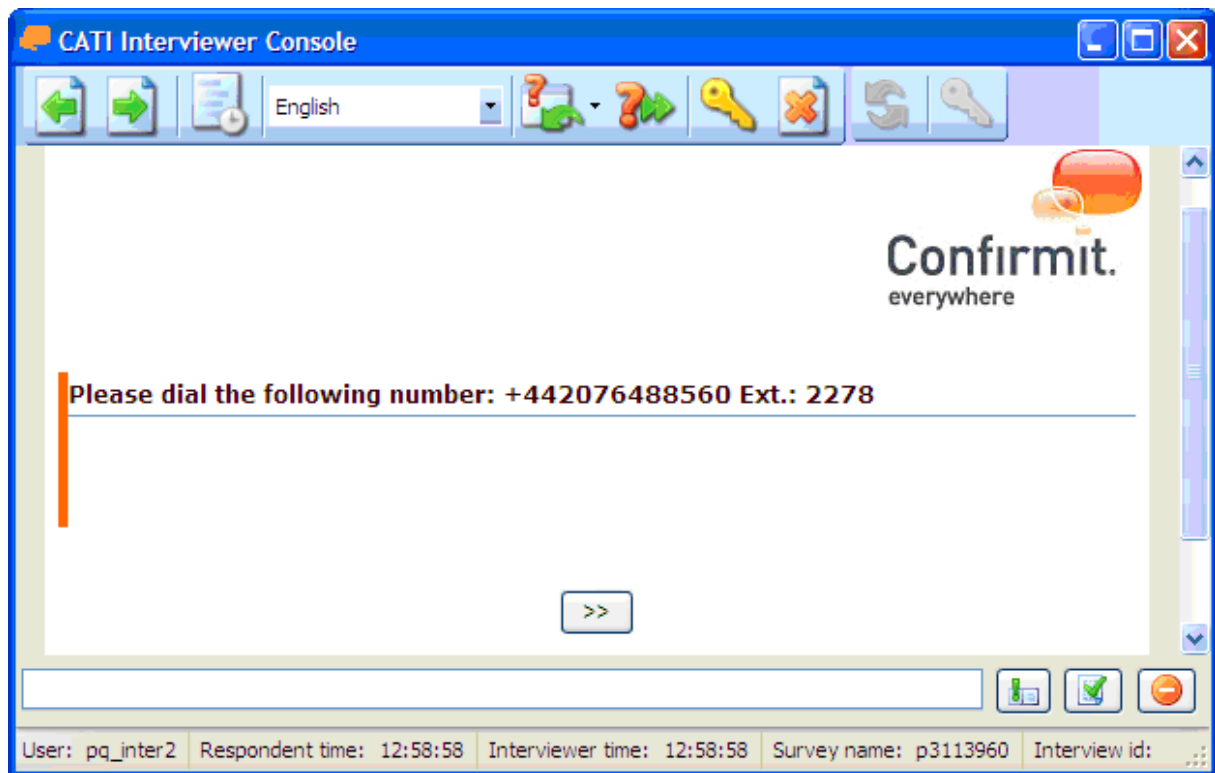 CATI Interviewer Console
English
Confirmit.
everywhere
Please dial the following number: +442076488560 Ext.: 2278
>>
User: pq_inter2 Respondent time: 12:58:58 Interviewer time: 12:58:58 Survey name: p3113960 Interview id: